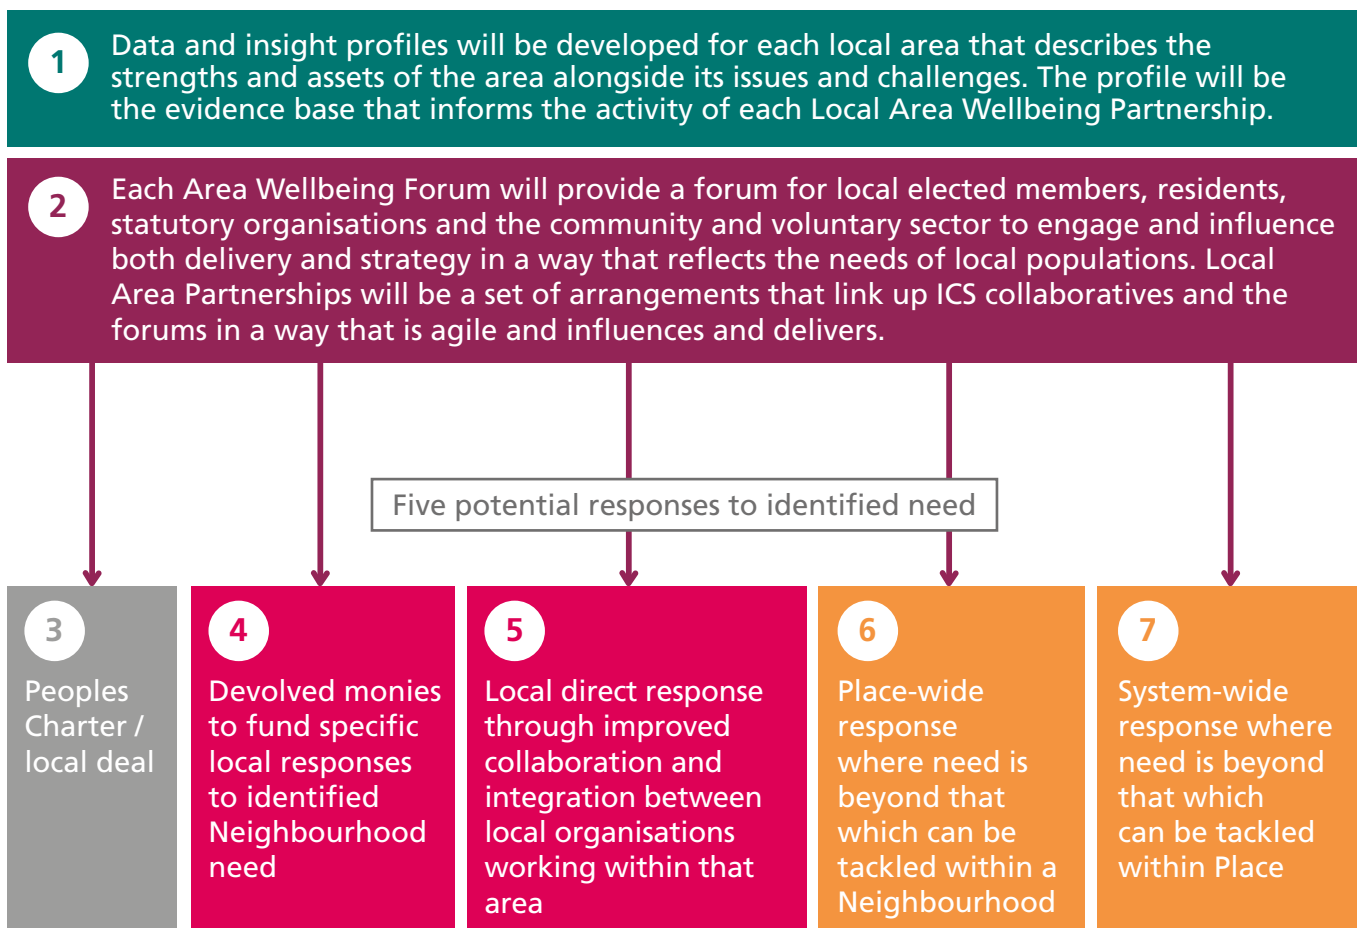 1
Data and insight profiles will be developed for each local area that describes the
strengths and assets of the area alongside its issues and challenges. The profile will be
the evidence base that informs the activity of each Local Area Wellbeing Partnership.
2
Each Area Wellbeing Forum will provide a forum for local elected members, residents,
statutory organisations and the community and voluntary sector to engage and influence
both delivery and strategy in a way that reflects the needs of local populations. Local
Area Partnerships will be a set of arrangements that link up ICS collaboratives and the
forums in a way that is agile and influences and delivers.
Five potential responses to identified need
3
Peoples
Charter /
local deal
4
Devolved monies
to fund specific
local responses
to identified
Neighbourhood
need
5
Local direct response
through improved
collaboration and
integration between
local organisations
working within that
area
6
Place-wide
response
where need is
beyond that
which can be
tackled within a
Neighbourhood
7
System-wide
response where
need is beyond
that which
can be tackled
within Place